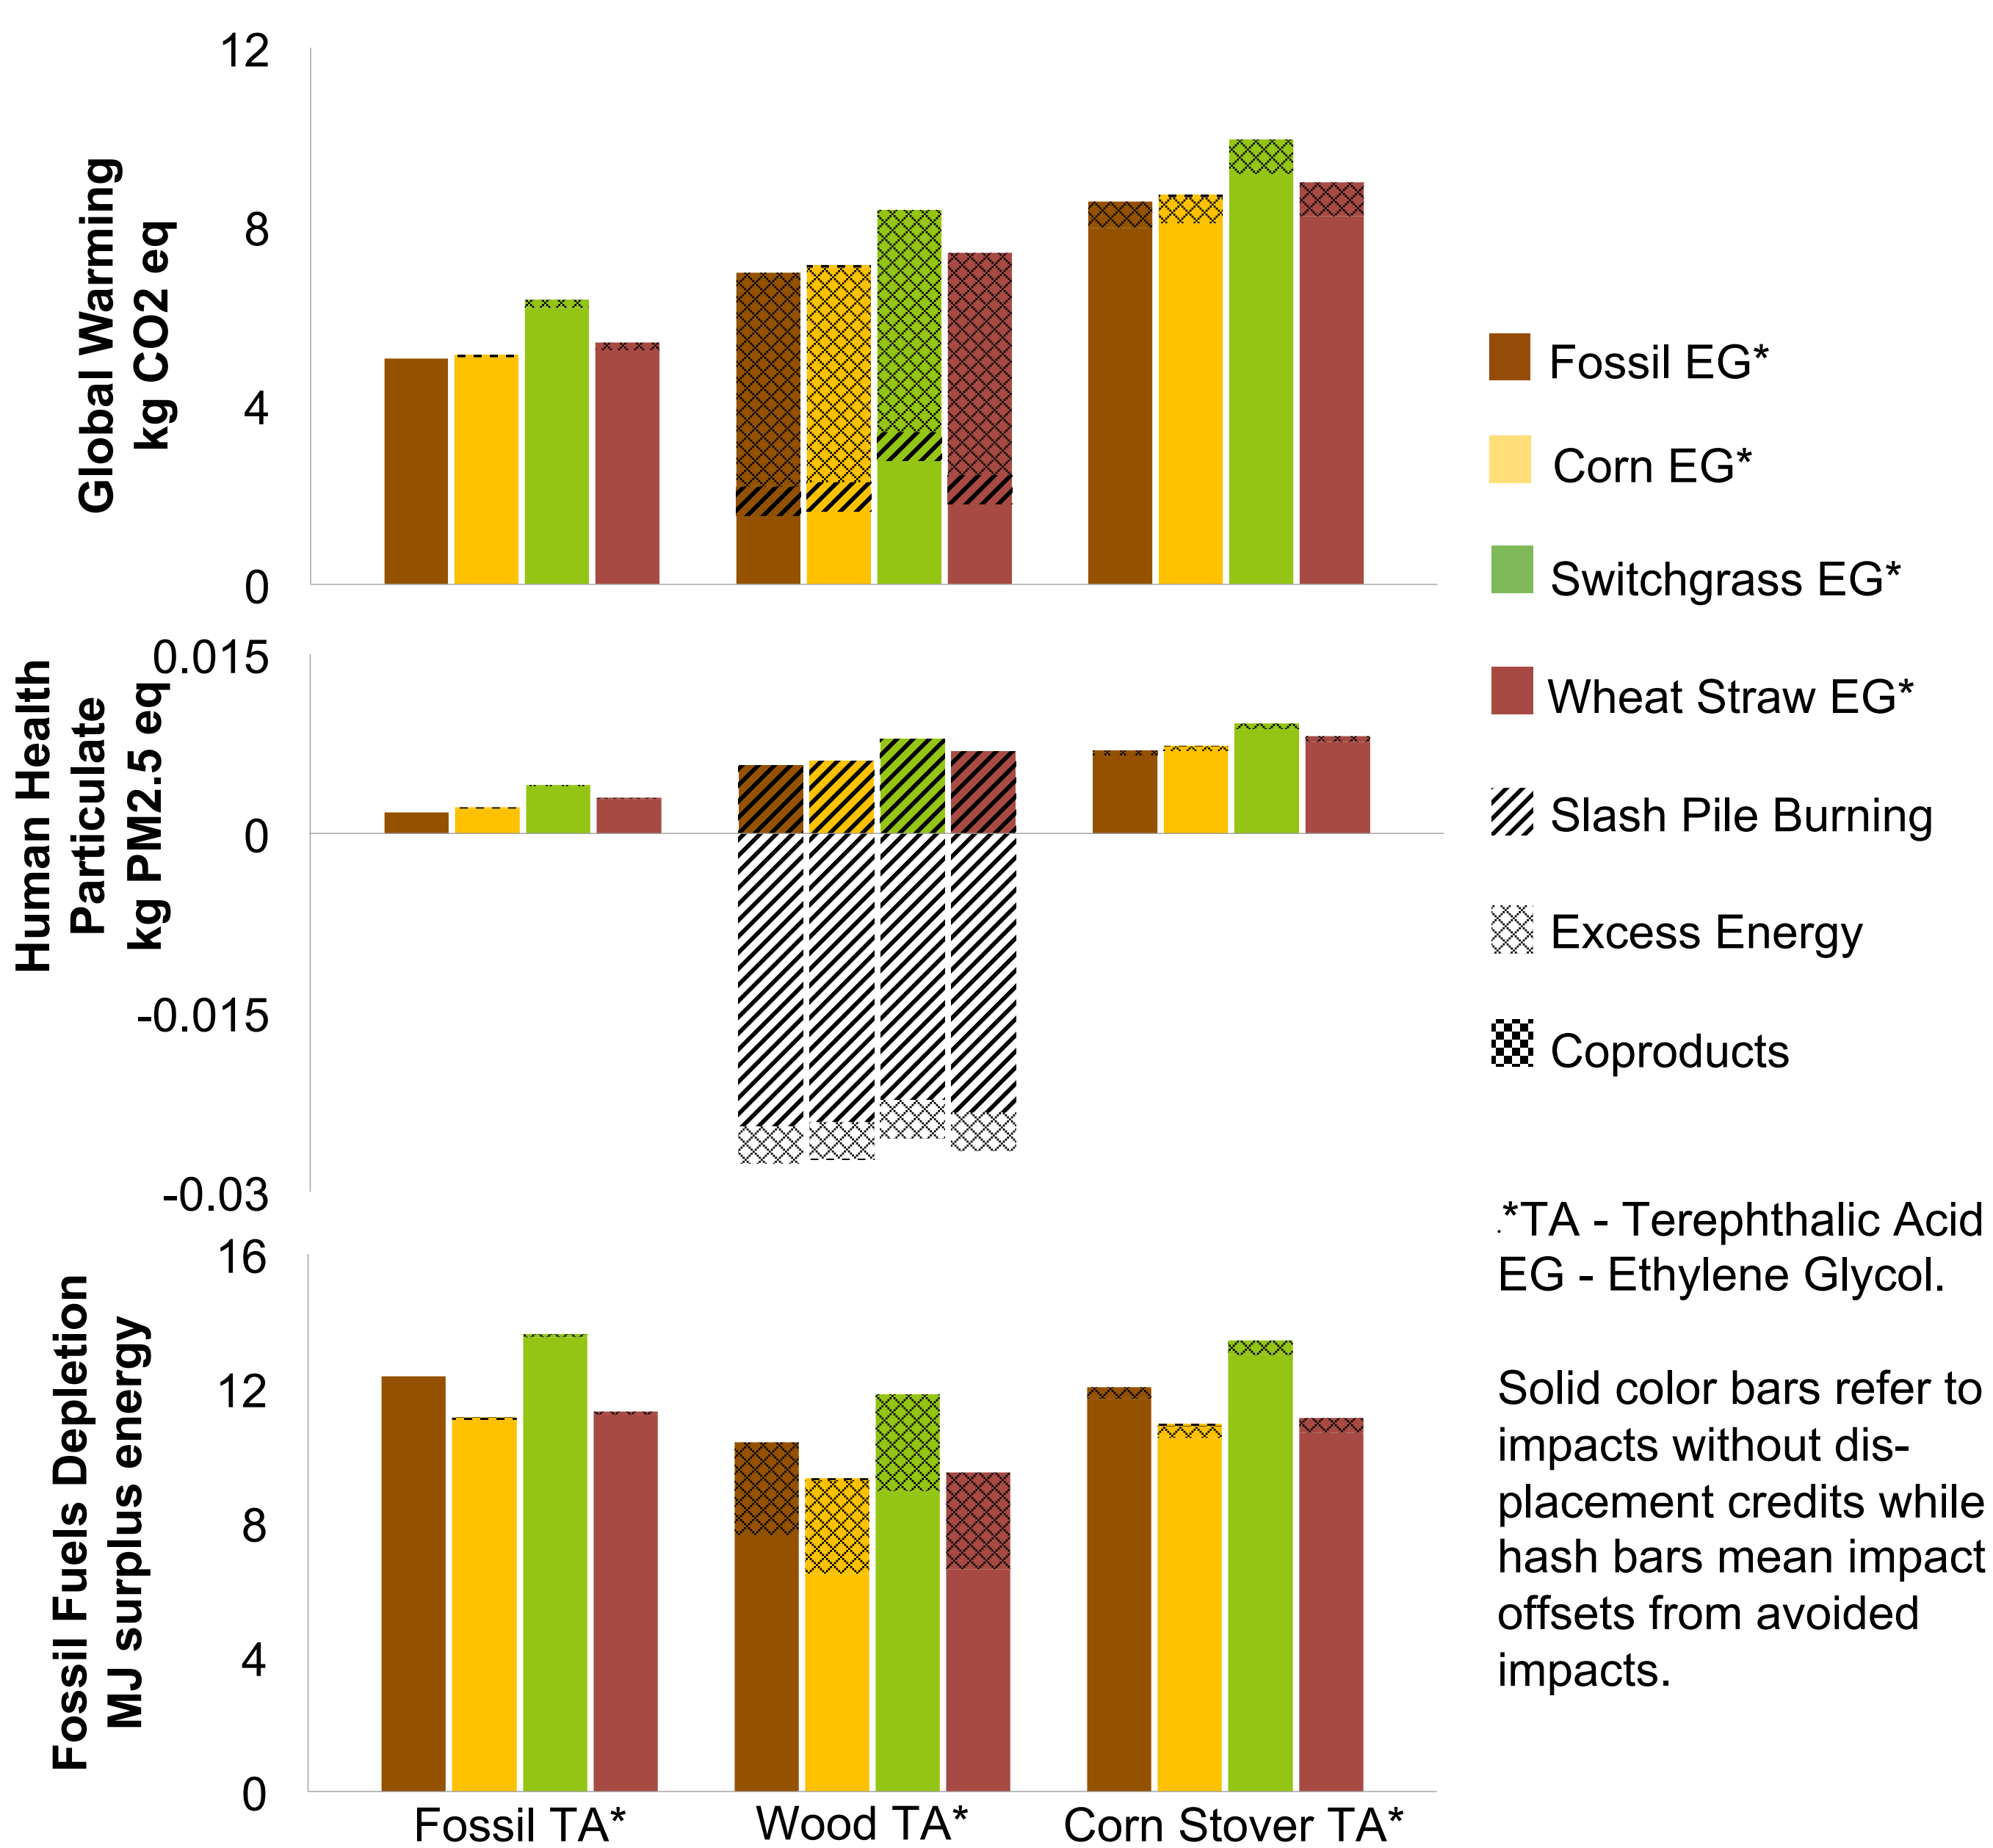 Global Warming
kg CO2 eq
12
8
4
0
Human Health
Particulate
kg PM2.5 eq
0.015
0
-0.015
-0.03
Fossil Fuels Depletion
MJ surplus energy
16
12
8
4
0
Fossil TA*
Wood TA*
Corn Stover TA*
Fossil EG*
Corn EG*
Switchgrass EG*
Wheat Straw EG*
Slash Pile Burning
Excess Energy
Coproducts
.*TA - Terephthalic Acid
EG - Ethylene Glycol.
Solid color bars refer to
impacts without dis-
placement credits while
hash bars mean impact
offsets from avoided
impacts.